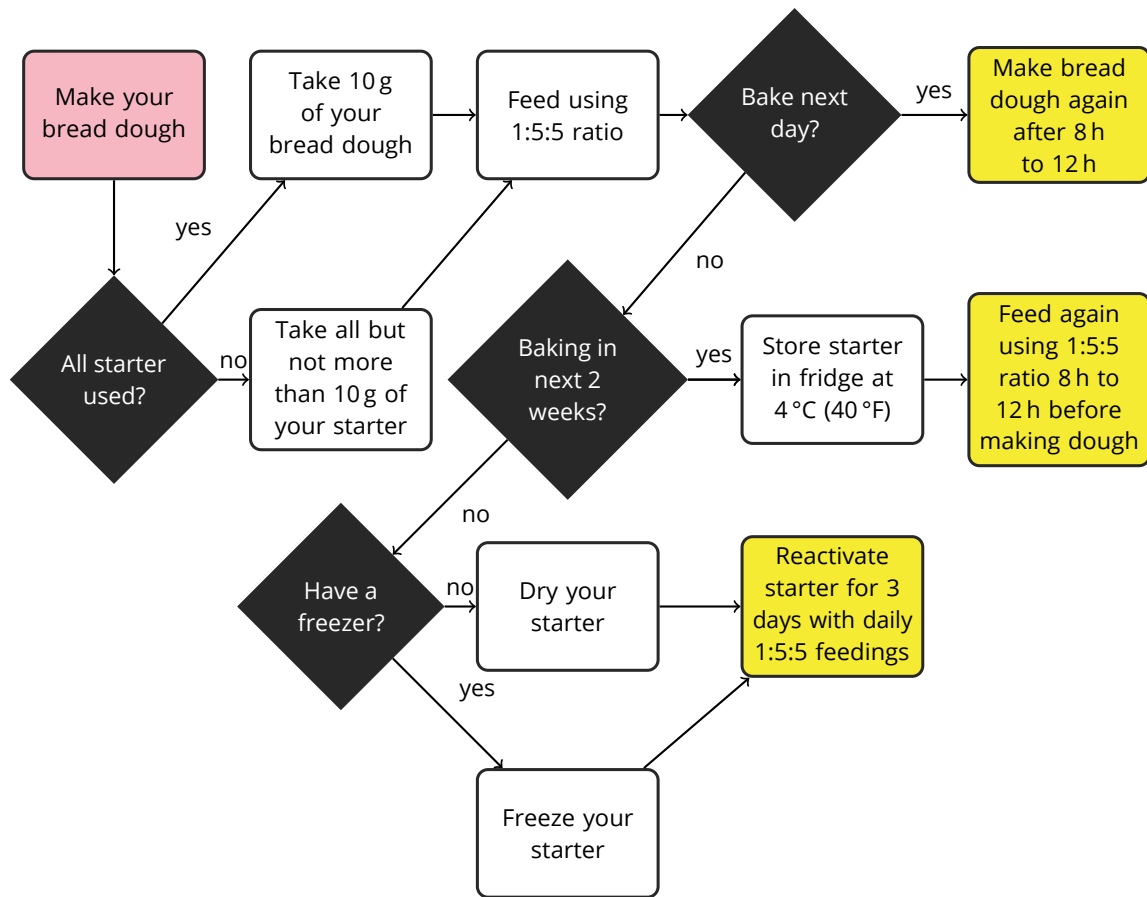 Make your
bread dough
Take 10 g
of your
bread dough
Feed using
1:5:5 ratio
Bake next
day?
yes
Make bread
dough again
after 8 h
to 12 h
yes
no
All starter
used?
no
Take all but
not more
than 10 g of
your starter
Baking in
next 2
weeks?
yes
Store starter
in fridge at
4 °C (40 °F)
Feed again
using 1:5:5
ratio 8 h to
12 h before
making dough
no
Have a
freezer?
no
Dry your
starter
Reactivate
starter for 3
days with daily
1:5:5 feedings
yes
Freeze your
starter